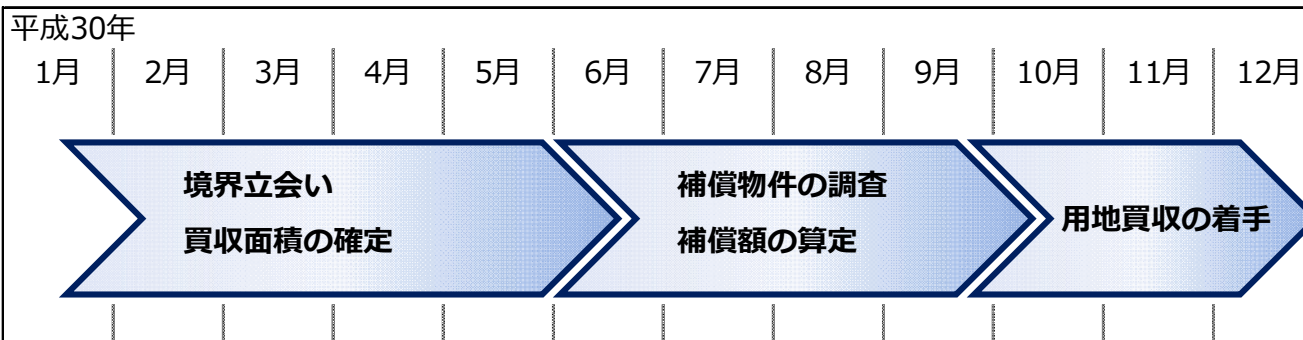 平成30年
1月 2月 3月 4月 5月 6月 7月 8月 9月 10月 11月 12月
境界立会い
買収面積の確定
補償物件の調査
補償額の算定
用地買収の着手